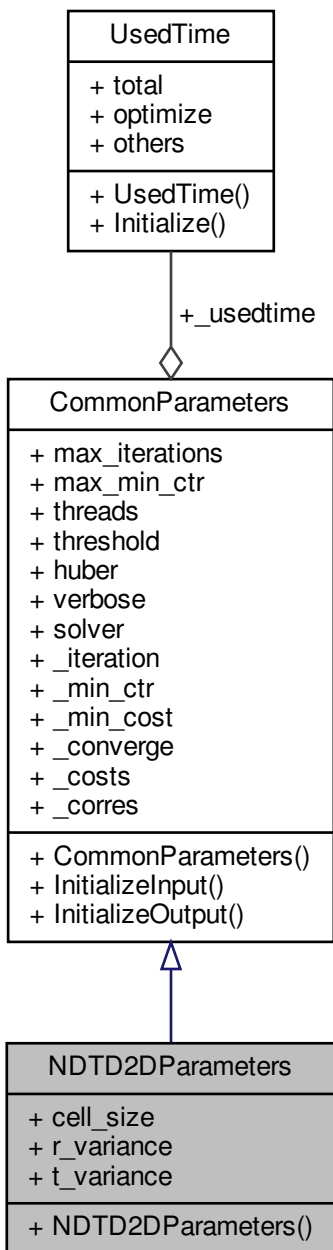 UsedTime
+ total
+ optimize
+ others
+ UsedTime()
+ Initialize()
+_usedtime
CommonParameters
+ max_iterations
+ max_min_ctr
+ threads
+ threshold
+ huber
+ verbose
+ solver
+ _iteration
+ _min_ctr
+ _min_cost
+ _converge
+ _costs
+ _corres
+ CommonParameters()
+ InitializeInput()
+ InitializeOutput()
NDTD2DParameters
+ cell_size
+ r_variance
+ t_variance
+ NDTD2DParameters()